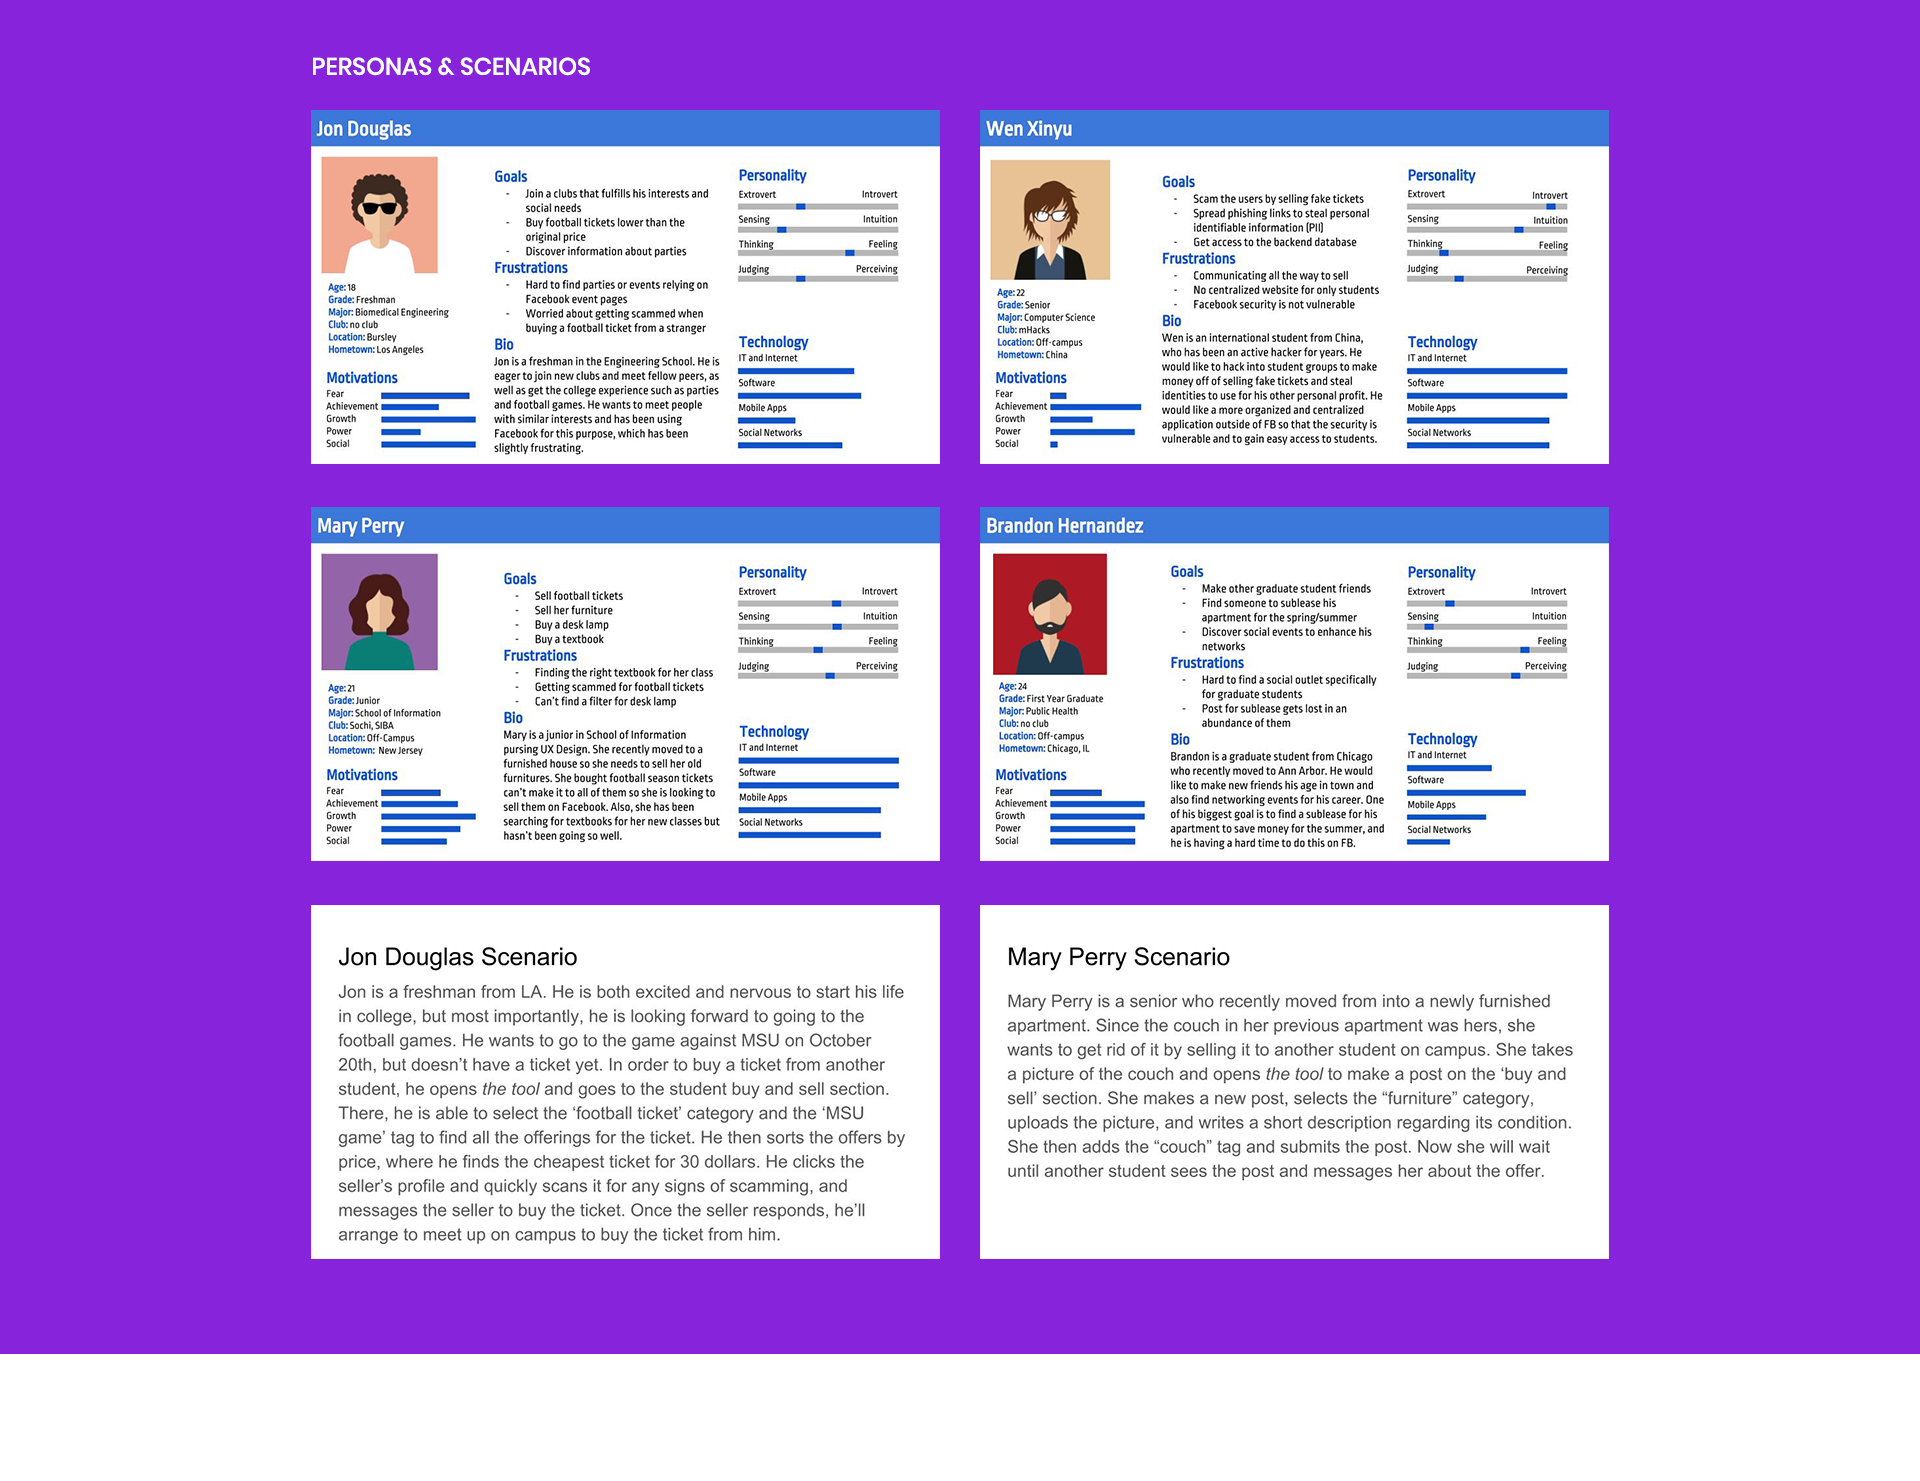 PERSONAS & SCENARIOS
Jon Douglas
Age: 18
Grade: Freshman
Major: Biomedical Engineering
Club: no club
Location: Bursley
Hometown: Los Angeles
Motivations
Fear
Achievement
Growth
Power
Social
Goals
- Join a clubs that fulfills his interests and
social needs
- Buy football tickets lower than the
original price
- Discover information about parties
Frustrations
- Hard to find parties or events relying on
Facebook event pages
- Worried about getting scammed when
buying a football ticket from a stranger
Bio
Jon is a freshman in the Engineering School. He is
eager to join new clubs and meet fellow peers, as
well as get the college experience such as parties
and football games. He wants to meet people
with similar interests and has been using
Facebook for this purpose, which has been
slightly frustrating.
Personality
Extrovert Introvert
Sensing Intuition
Thinking Feeling
Judging Perceiving
Technology
IT and Internet
Software
Mobile Apps
Social Networks
Wen Xinyu
Age: 22
Grade: Senior
Major: Computer Science
Club: mHacks
Location: Off-campus
Hometown: China
Motivations
Fear
Achievement
Growth
Power
Social
Goals
- Scam the users by selling fake tickets
- Spread phishing links to steal personal
identifiable information (PII)
- Get access to the backend database
Frustrations
- Communicating all the way to sell
- No centralized website for only students
- Facebook security is not vulnerable
Bio
Wen is an international student from China,
who has been an active hacker for years. He
would like to hack into student groups to make
money off of selling fake tickets and steal
identities to use for his other personal profit. He
would like a more organized and centralized
application outside of FB so that the security is
vulnerable and to gain easy access to students.
Personality
Extrovert Introvert
Sensing Intuition
Thinking Feeling
Judging Perceiving
Technology
IT and Internet
Software
Mobile Apps
Social Networks
Mary Perry
Age: 21
Grade: Junior
Major: School of Information
Club: Sochi, SIBA
Location: Off-Campus
Hometown: New Jersey
Motivations
Fear
Achievement
Growth
Power
Social
Goals
- Sell football tickets
- Sell her furniture
- Buy a desk lamp
- Buy a textbook
Frustrations
- Finding the right textbook for her class
- Getting scammed for football tickets
- Can't find a filter for desk lamp
Bio
Mary is a junior in School of Information
pursing UX Design. She recently moved to a
furnished house so she needs to sell her old
furnitures. She bought football season tickets
can't make it to all of them so she is looking to
sell them on Facebook. Also, she has been
searching for textbooks for her new classes but
hasn't been going so well.
Personality
Extrovert Introvert
Sensing Intuition
Thinking Feeling
Judging Perceiving
Technology
IT and Internet
Software
Mobile Apps
Social Networks
Brandon Hernandez
Age: 24
Grade: First Year Graduate
Major: Public Health
Club: no club
Location: Off-campus
Hometown: Chicago, IL
Motivations
Fear
Achievement
Growth
Power
Social
Goals
- Make other graduate student friends
- Find someone to sublease his
apartment for the spring/summer
- Discover social events to enhance his
networks
Frustrations
- Hard to find a social outlet specifically
for graduate students
- Post for sublease gets lost in an
abundance of them
Bio
Brandon is a graduate student from Chicago
who recently moved to Ann Arbor. He would
like to make new friends his age in town and
also find networking events for his career. One
of his biggest goal is to find a sublease for his
apartment to save money for the summer, and
he is having a hard time to do this on FB.
Personality
Extrovert Introvert
Sensing Intuition
Thinking Feeling
Judging Perceiving
Technology
IT and Internet
Software
Mobile Apps
Social Networks
Jon Douglas Scenario
Jon is a freshman from LA. He is both excited and nervous to start his life
in college, but most importantly, he is looking forward to going to the
football games. He wants to go to the game against MSU on October
20th, but doesn’t have a ticket yet. In order to buy a ticket from another
student, he opens the tool and goes to the student buy and sell section.
There, he is able to select the ‘football ticket’ category and the ‘MSU
game’ tag to find all the offerings for the ticket. He then sorts the offers by
price, where he finds the cheapest ticket for 30 dollars. He clicks the
seller’s profile and quickly scans it for any signs of scamming, and
messages the seller to buy the ticket. Once the seller responds, he’ll
arrange to meet up on campus to buy the ticket from him.
Mary Perry Scenario
Mary Perry is a senior who recently moved from into a newly furnished
apartment. Since the couch in her previous apartment was hers, she
wants to get rid of it by selling it to another student on campus. She takes
a picture of the couch and opens the tool to make a post on the ‘buy and
sell’ section. She makes a new post, selects the “furniture” category,
uploads the picture, and writes a short description regarding its condition.
She then adds the “couch” tag and submits the post. Now she will wait
until another student sees the post and messages her about the offer.